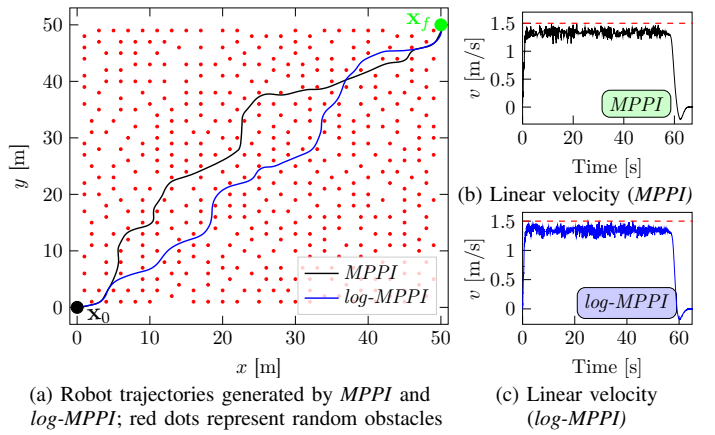 50
40
30
20
10
0
y [m]
x_f
x_0
MPPI
log-MPPI
0 10 20 30 40 50
x [m]
(a) Robot trajectories generated by MPPI and
log-MPPI; red dots represent random obstacles
1.5
1
0.5
0
v [m/s]
MPPI
0 20 40 60
Time [s]
(b) Linear velocity (MPPI)
1.5
1
0.5
0
v [m/s]
log-MPPI
0 20 40 60
Time [s]
(c) Linear velocity
(log-MPPI)